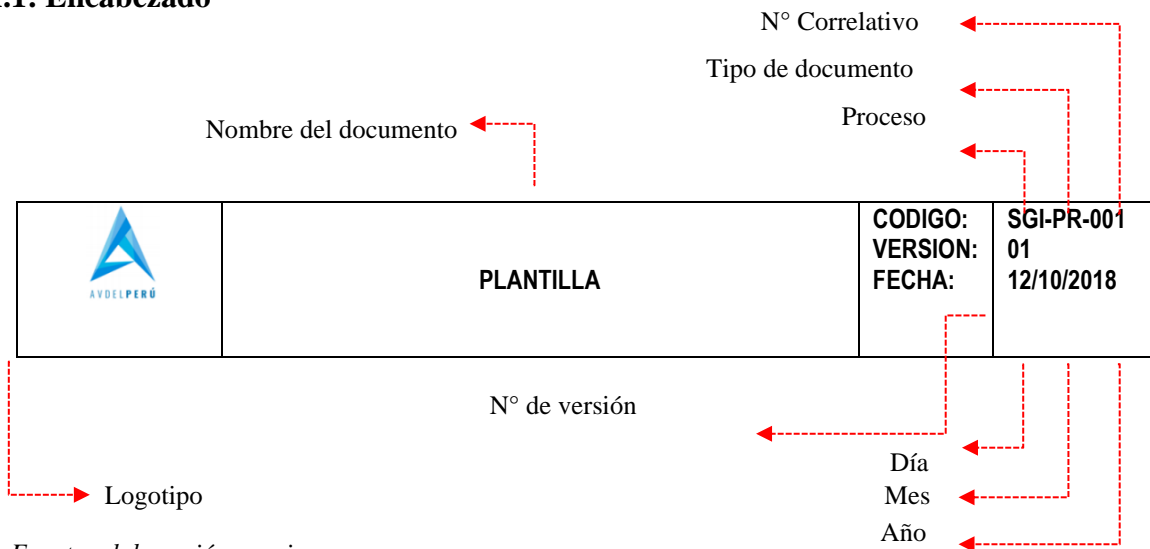 Encabezado
N° Correlativo
Tipo de documento
Proceso
Nombre del documento
AVDELPERÚ
PLANTILLA
CODIGO: SGI-PR-001
VERSION: 01
FECHA: 12/10/2018
N° de versión
Día
Logotipo
Mes
Año